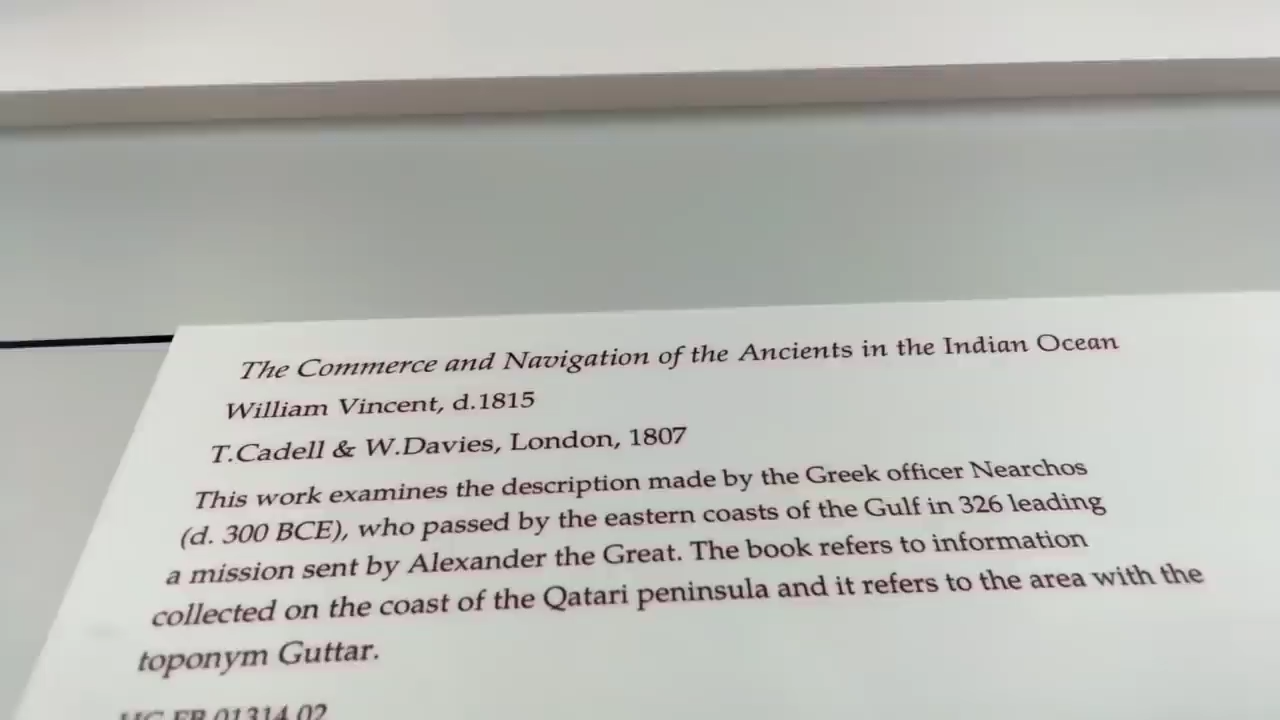 The Commerce and Navigation of the Ancients in the Indian Ocean
William Vincent, d.1815
T.Cadell & W.Davies, London, 1807
This work examines the description made by the Greek officer Nearchos
(d. 300 BCE), who passed by the eastern coasts of the Gulf in 326 leading
a mission sent by Alexander the Great. The book refers to information
collected on the coast of the Qatari peninsula and it refers to the area with the
toponym Guttar.
01314.02